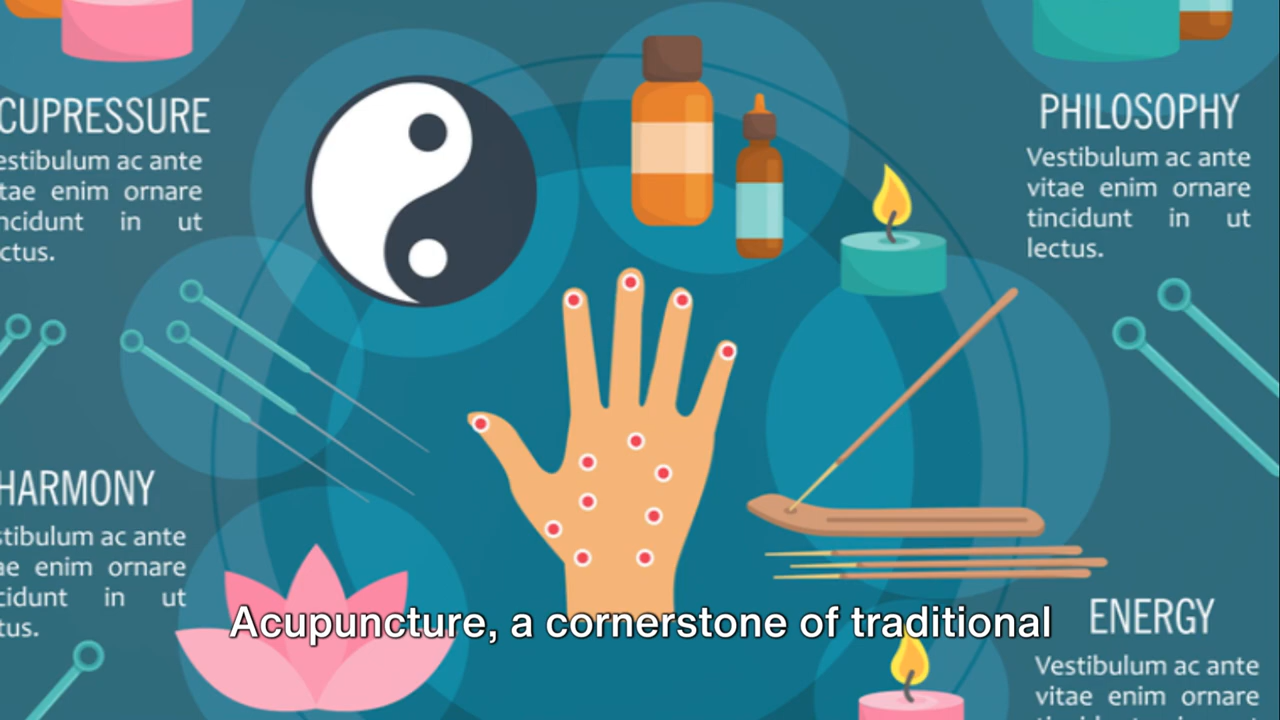 CUPRESSURE
estibulum ac ante
tae enim ornare
ncidunt in ut
ctus.
PHILOSOPHY
Vestibulum ac ante
vitae enim ornare
tincidunt in ut
lectus.
HARMONY
stibulum ac ante
ae enim ornare
cidunt in ut
tus.
Acupuncture, a cornerstone of traditional
ENERGY
Vestibulum ac ante
vitae enim ornare